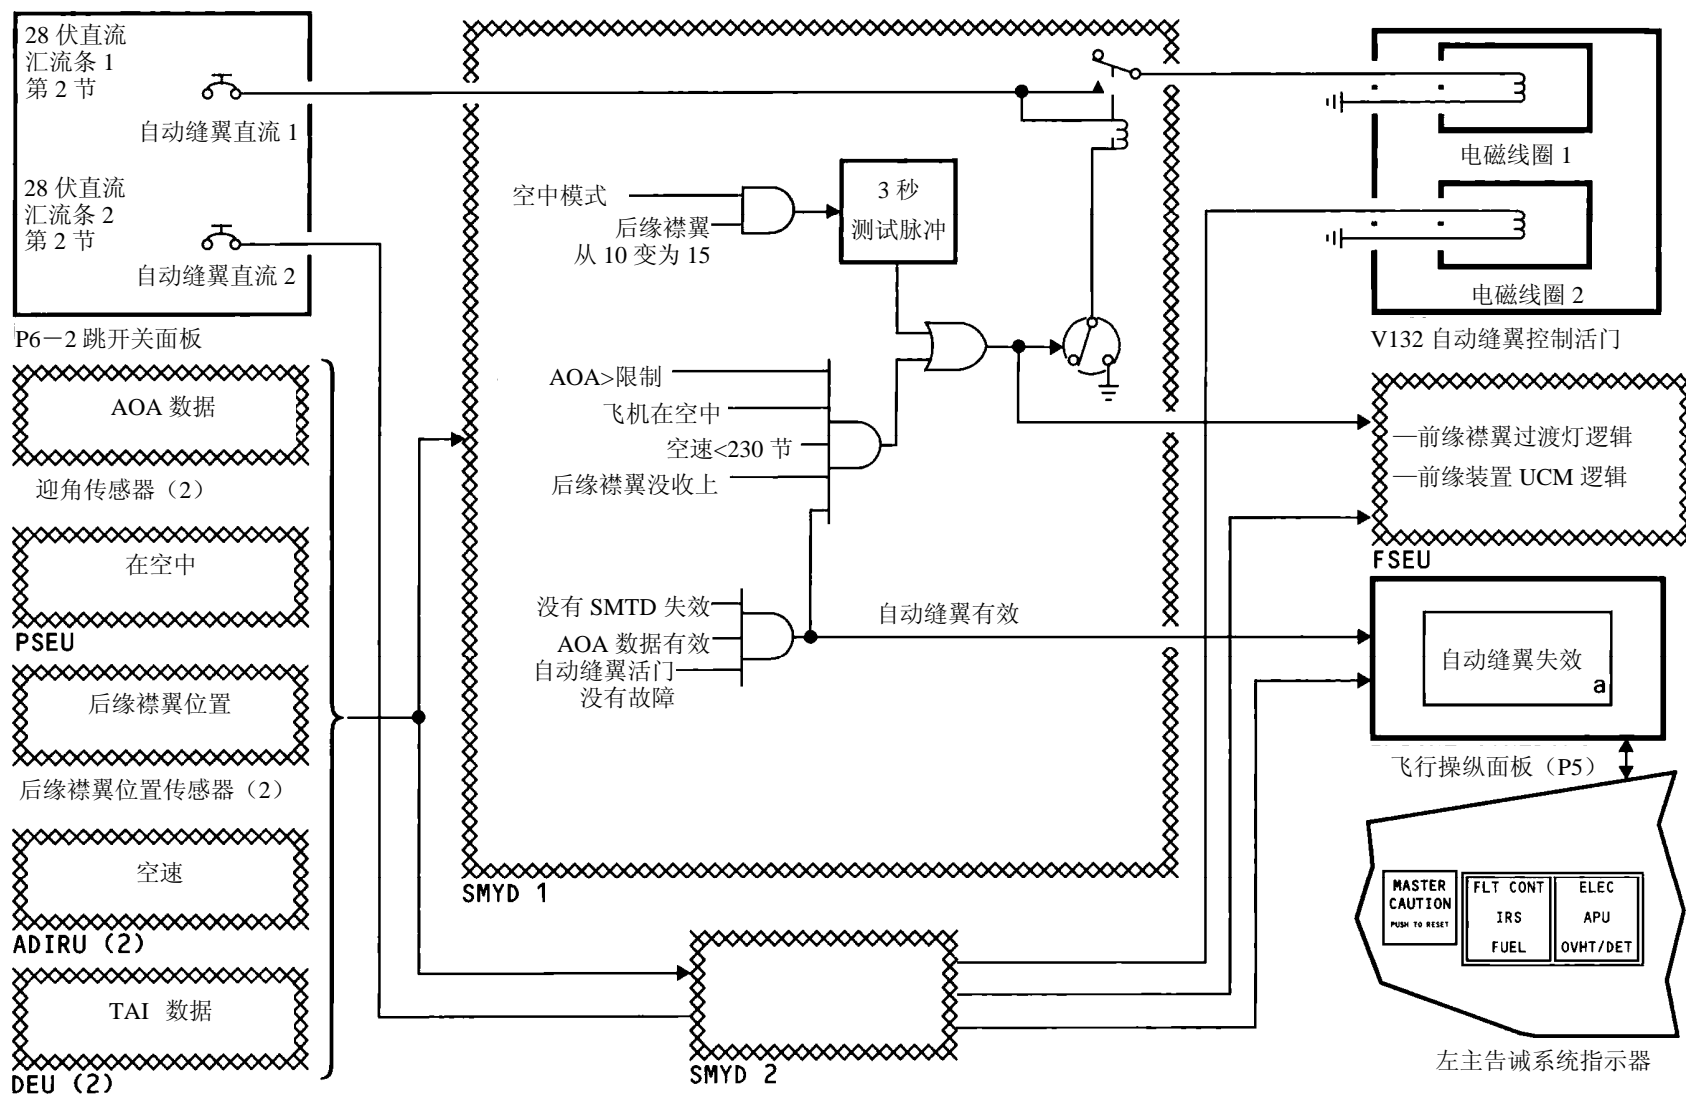 28 伏直流
汇流条 1
第 2 节
自动缝翼直流 1
28 伏直流
汇流条 2
第 2 节
自动缝翼直流 2
P6－2 跳开关面板
AOA 数据
迎角传感器（2）
在空中
PSEU
后缘襟翼位置
后缘襟翼位置传感器（2）
空速
ADIRU (2)
TAI 数据
DEU (2)
空中模式
后缘襟翼
从 10 变为 15
3 秒
测试脉冲
AOA>限制
飞机在空中
空速<230 节
后缘襟翼没收上
没有 SMTD 失效
AOA 数据有效
自动缝翼活门
没有故障
自动缝翼有效
SMYD 1
SMYD 2
电磁线圈 1
电磁线圈 2
V132 自动缝翼控制活门
—前缘襟翼过渡灯逻辑
—前缘装置 UCM 逻辑
FSEU
自动缝翼失效
a
飞行操纵面板（P5）
MASTER
CAUTION
PUSH TO RESET
FLT CONT
IRS
FUEL
ELEC
APU
OVHT/DET
左主告诫系统指示器